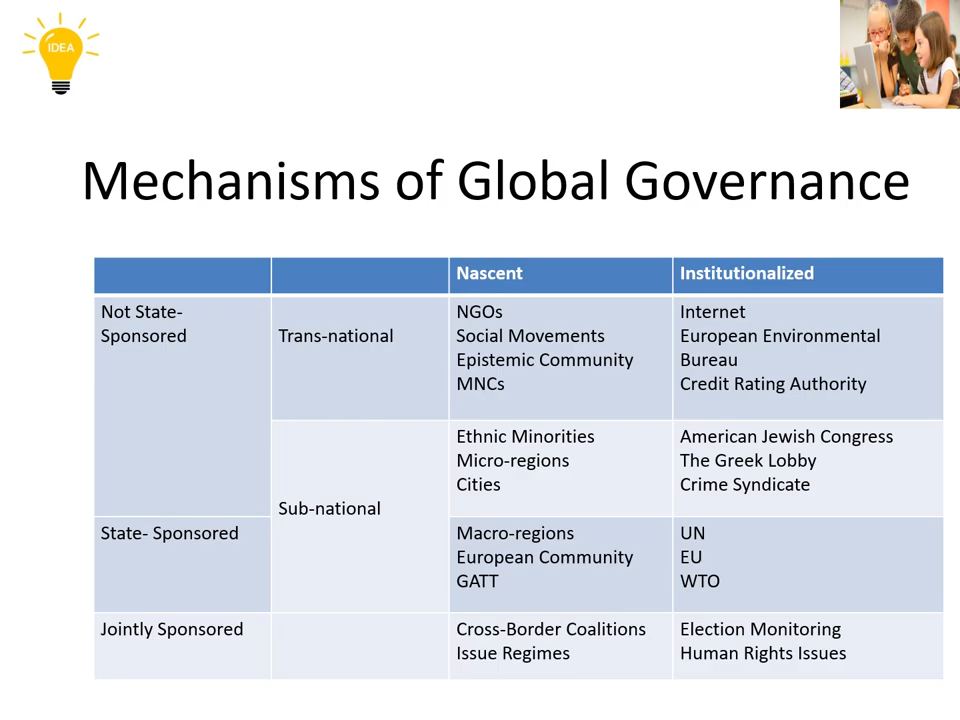 IDEA
Mechanisms of Global Governance
Nascent
Institutionalized
Not State-
Sponsored
Trans-national
NGOs
Social Movements
Epistemic Community
MNCs
Internet
European Environmental
Bureau
Credit Rating Authority
Sub-national
Ethnic Minorities
Micro-regions
Cities
American Jewish Congress
The Greek Lobby
Crime Syndicate
State- Sponsored
Macro-regions
European Community
GATT
UN
EU
WTO
Jointly Sponsored
Cross-Border Coalitions
Issue Regimes
Election Monitoring
Human Rights Issues